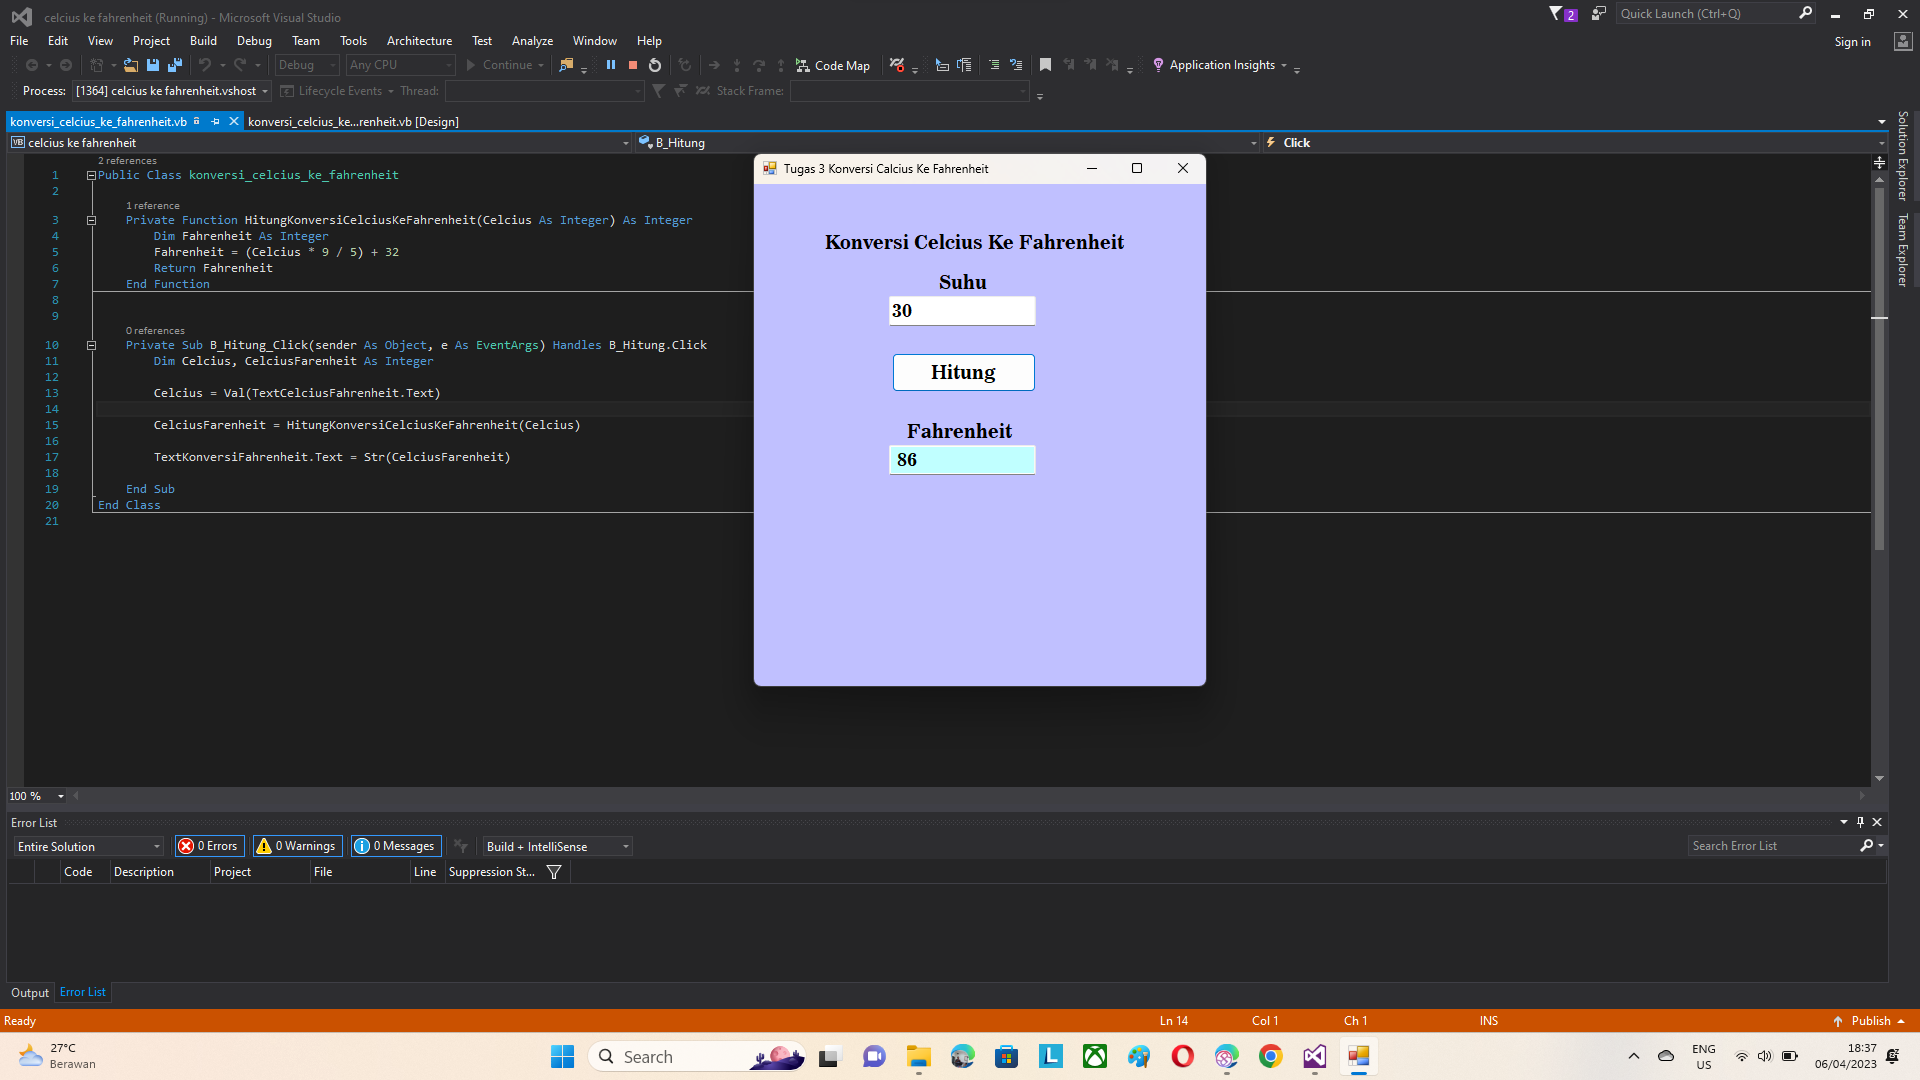 celcius ke fahrenheit (Running) - Microsoft Visual Studio
2
Quick Launch (Ctrl+Q)
File Edit View Project Build Debug Team Tools Architecture Test Analyze Window Help
Sign in
Debug Any CPU Continue Code Map Application Insights
Process: [1364] celcius ke fahrenheit.vshost Lifecycle Events Thread: Stack Frame:
konversi_celcius_ke_fahrenheit.vb konversi_celcius_ke...renheit.vb [Design]
VB celcius ke fahrenheit B_Hitung Click
2 references
1 Public Class konversi_celcius_ke_fahrenheit
2
1 reference
3 Private Function HitungKonversiCelciusKeFahrenheit(Celcius As Integer) As Integer
4 Dim Fahrenheit As Integer
5 Fahrenheit = (Celcius * 9 / 5) + 32
6 Return Fahrenheit
7 End Function
8
9
0 references
10 Private Sub B_Hitung_Click(sender As Object, e As EventArgs) Handles B_Hitung.Click
11 Dim Celcius, CelciusFarenheit As Integer
12
13 Celcius = Val(TextCelciusFahrenheit.Text)
14
15 CelciusFarenheit = HitungKonversiCelciusKeFahrenheit(Celcius)
16
17 TextKonversiFahrenheit.Text = Str(CelciusFarenheit)
18
19 End Sub
20 End Class
21
Tugas 3 Konversi Calcius Ke Fahrenheit
Konversi Celcius Ke Fahrenheit
Suhu
30
Hitung
Fahrenheit
86
Solution Explorer
Team Explorer
100 %
Error List
Entire Solution 0 Errors 0 Warnings 0 Messages Build + IntelliSense Search Error List
Code Description Project File Line Suppression St...
Output Error List
Ready Ln 14 Col 1 Ch 1 INS Publish
27°C
Berawan
Search
ENG
US
18:37
06/04/2023